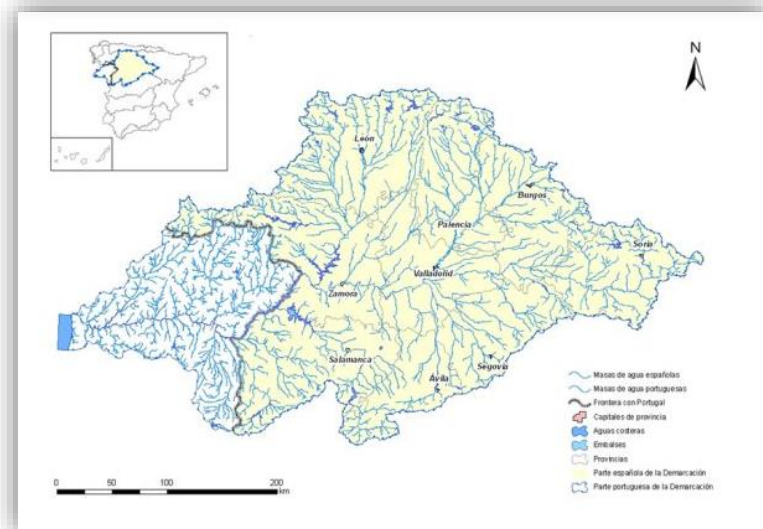 N
León
Burgos
Palencia
Soria
Valladolid
Zamora
Salamanca
Segovia
Ávila
Masas de agua españolas
Masas de agua portuguesas
Frontera con Portugal
Capitales de provincia
Aguas costeras
Embalses
Provincias
Parte española de la Demarcación
Parte portuguesa de la Demarcación
0 50 100 200
km